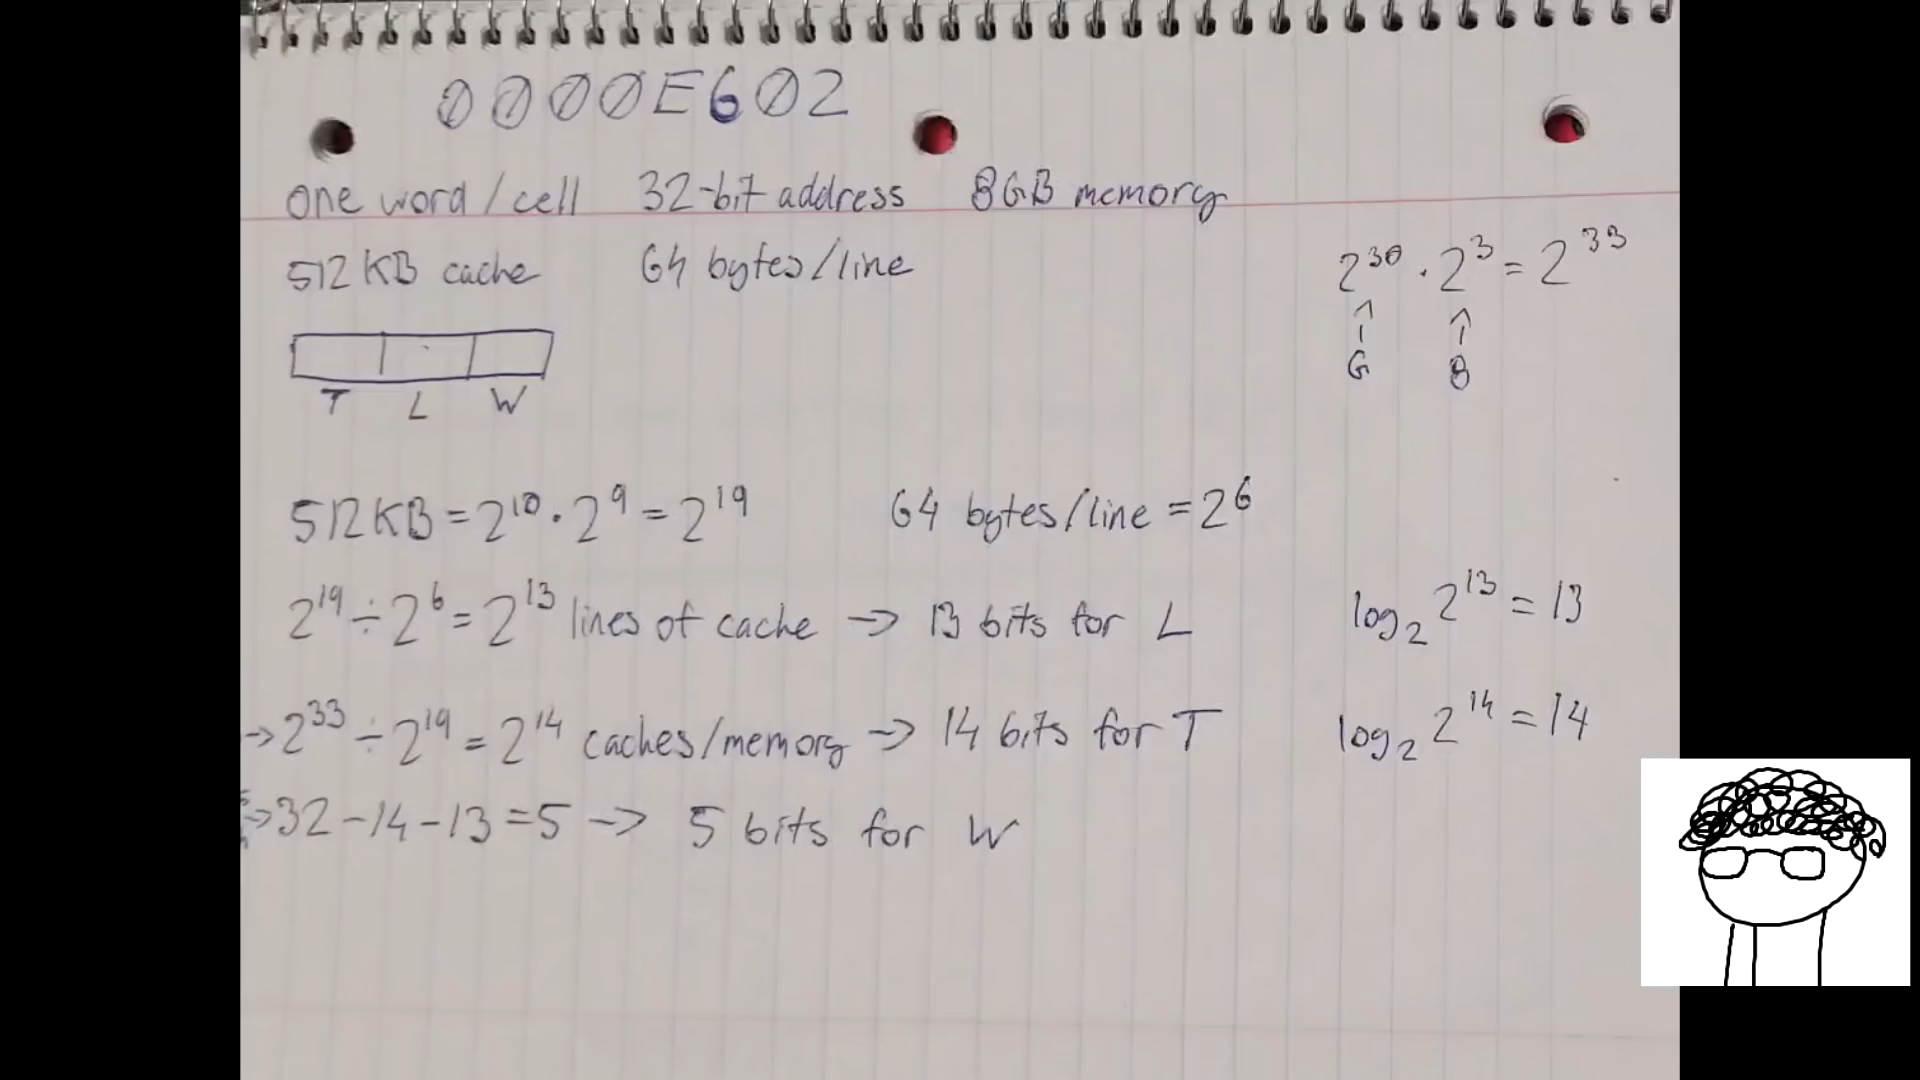 0000E602
one word/cell 32-bit address 8GB memory
512KB cache 64 bytes/line
2^30 · 2^3 = 2^33
↑ ↑
G 8
T L W
512KB = 2^10 · 2^9 = 2^19 64 bytes/line = 2^6
2^19 ÷ 2^6 = 2^13 lines of cache → 13 bits for L log₂ 2^13 = 13
→ 2^33 ÷ 2^19 = 2^14 caches/memory → 14 bits for T log₂ 2^14 = 14
→ 32 - 14 - 13 = 5 → 5 bits for W